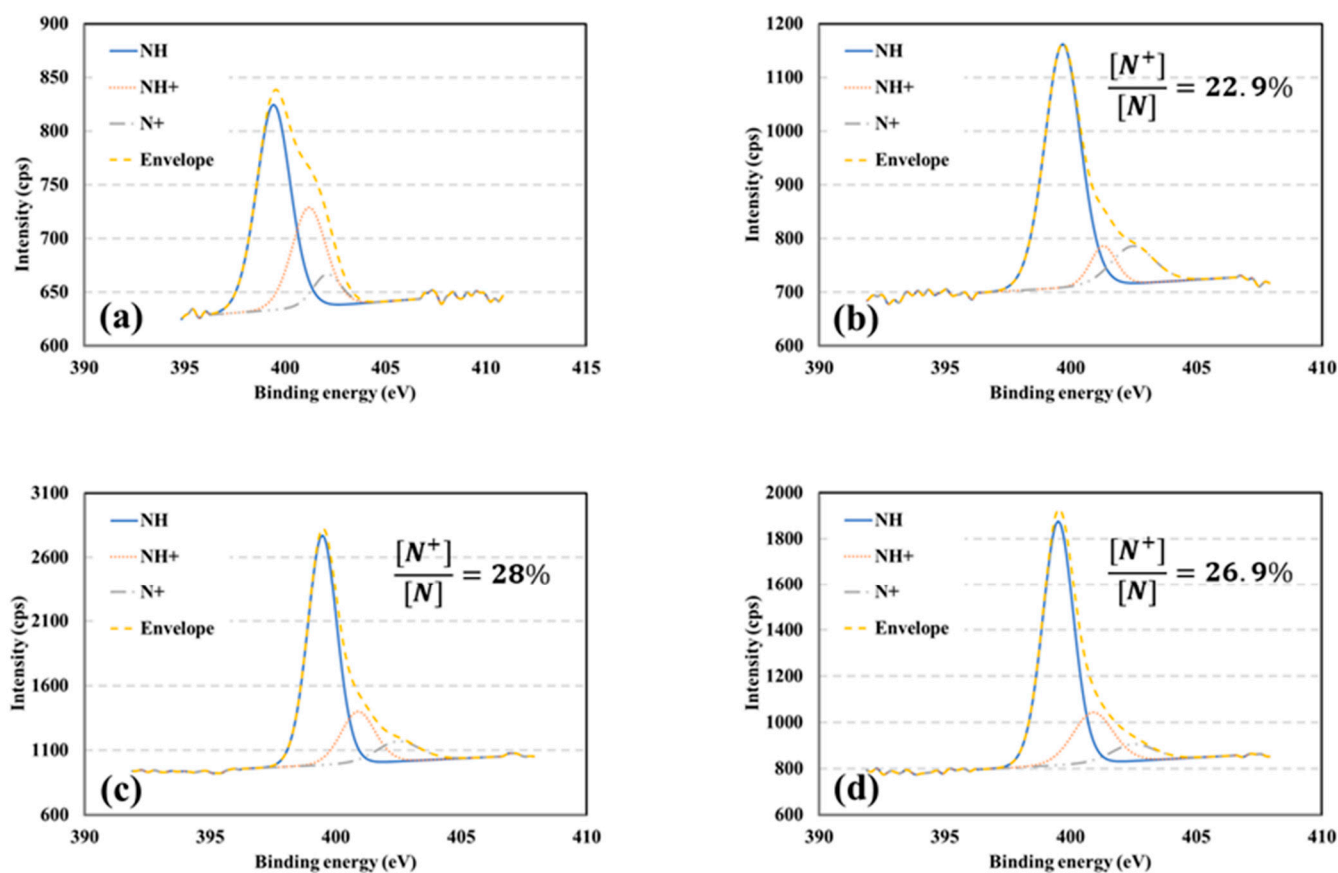 900
850
800
750
700
650
600
Intensity (cps)
NH
NH+
N+
Envelope
(a)
390 395 400 405 410 415
Binding energy (eV)
1200
1100
1000
900
800
700
600
Intensity (cps)
NH
NH+
N+
Envelope
[N⁺]/[N] = 22.9%
(b)
390 395 400 405 410
Binding energy (eV)
3100
2600
2100
1600
1100
600
Intensity (cps)
NH
NH+
N+
Envelope
[N⁺]/[N] = 28%
(c)
390 395 400 405 410
Binding energy (eV)
2000
1800
1600
1400
1200
1000
800
600
Intensity (cps)
NH
NH+
N+
Envelope
[N⁺]/[N] = 26.9%
(d)
390 395 400 405 410
Binding energy (eV)